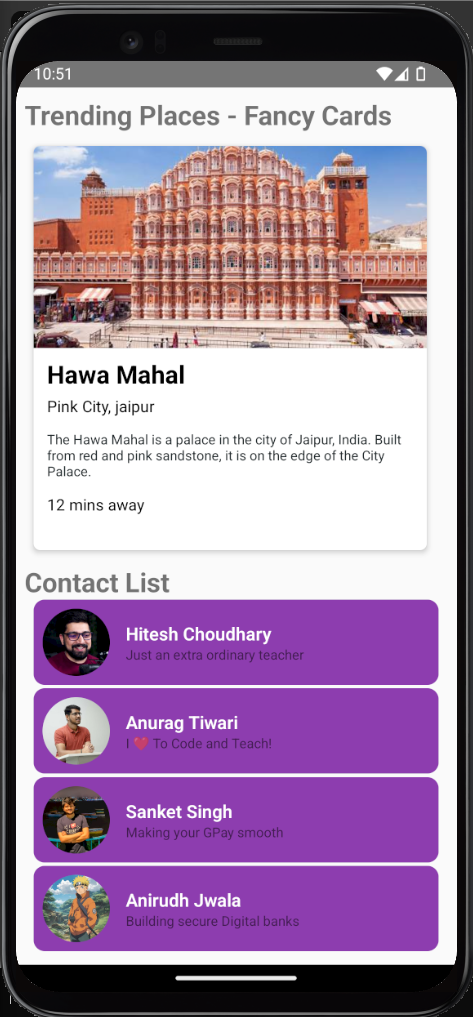 10:51
Trending Places - Fancy Cards
Hawa Mahal
Pink City, jaipur
The Hawa Mahal is a palace in the city of Jaipur, India. Built
from red and pink sandstone, it is on the edge of the City
Palace.
12 mins away
Contact List
Hitesh Choudhary
Just an extra ordinary teacher
Anurag Tiwari
I ❤️ To Code and Teach!
Sanket Singh
Making your GPay smooth
Anirudh Jwala
Building secure Digital banks